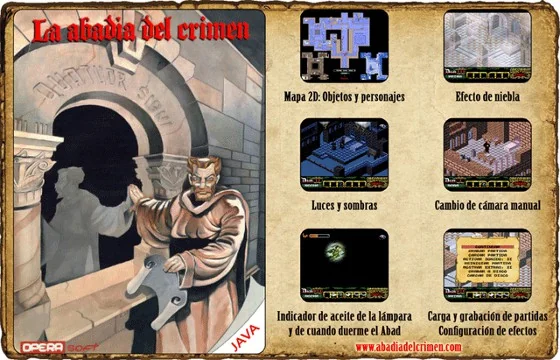 La abadia del crimen
OPERA SOFT
JAVA
Mapa 2D: Objetos y personajes
Efecto de niebla
Luces y sombras
Cambio de cámara manual
Indicador de aceite de la lámpara
y de cuando duerme el Abad
Carga y grabación de partidas
Configuración de efectos
www.abadiadelcrimen.com